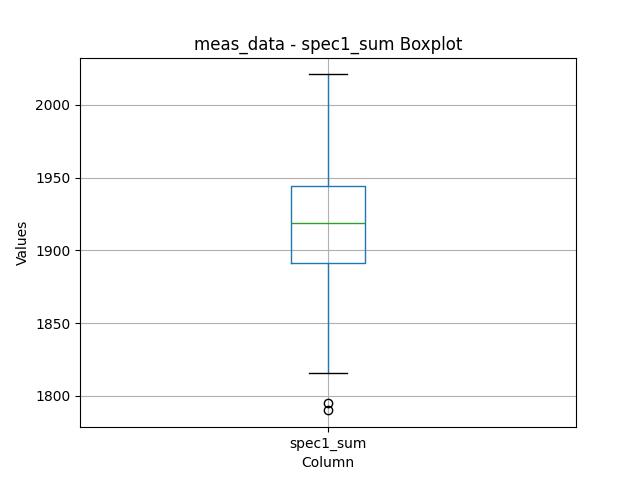 meas_data - spec1_sum Boxplot
2000
1950
1900
1850
1800
Values
spec1_sum
Column